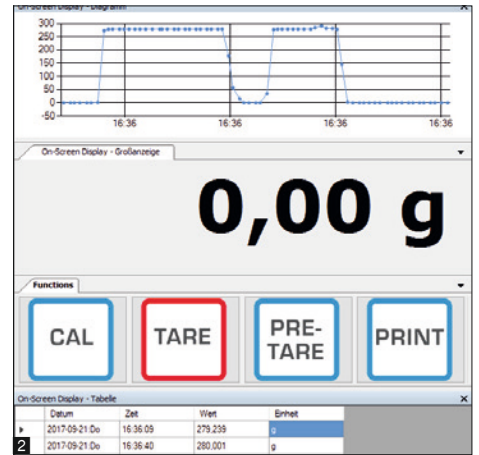 On-Screen Display - Diagramm x
300
250
200
150
100
50
0
-50
16:36 16:36 16:36 16:36
On-Screen Display - Großanzeige
0,00 g
Functions
CAL TARE PRE-TARE PRINT
On-Screen Display - Tabelle x
Datum Zeit Wert Einheit
2017-09-21:Do 16:36:09 279,239 g
2 2017-09-21:Do 16:36:40 280,001 g